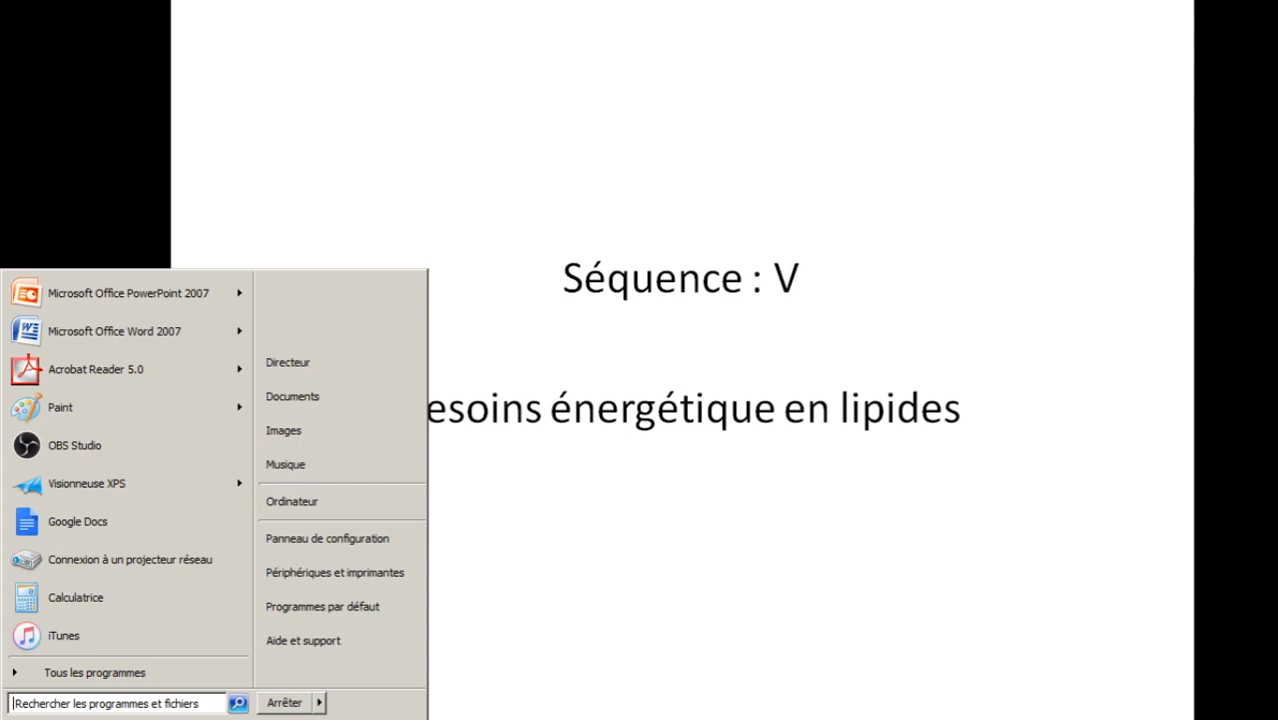 Séquence : V
esoins énergétique en lipides
Microsoft Office PowerPoint 2007
Microsoft Office Word 2007
Acrobat Reader 5.0
Paint
OBS Studio
Visionneuse XPS
Google Docs
Connexion à un projecteur réseau
Calculatrice
iTunes
Tous les programmes
Rechercher les programmes et fichiers
Directeur
Documents
Images
Musique
Ordinateur
Panneau de configuration
Périphériques et imprimantes
Programmes par défaut
Aide et support
Arrêter